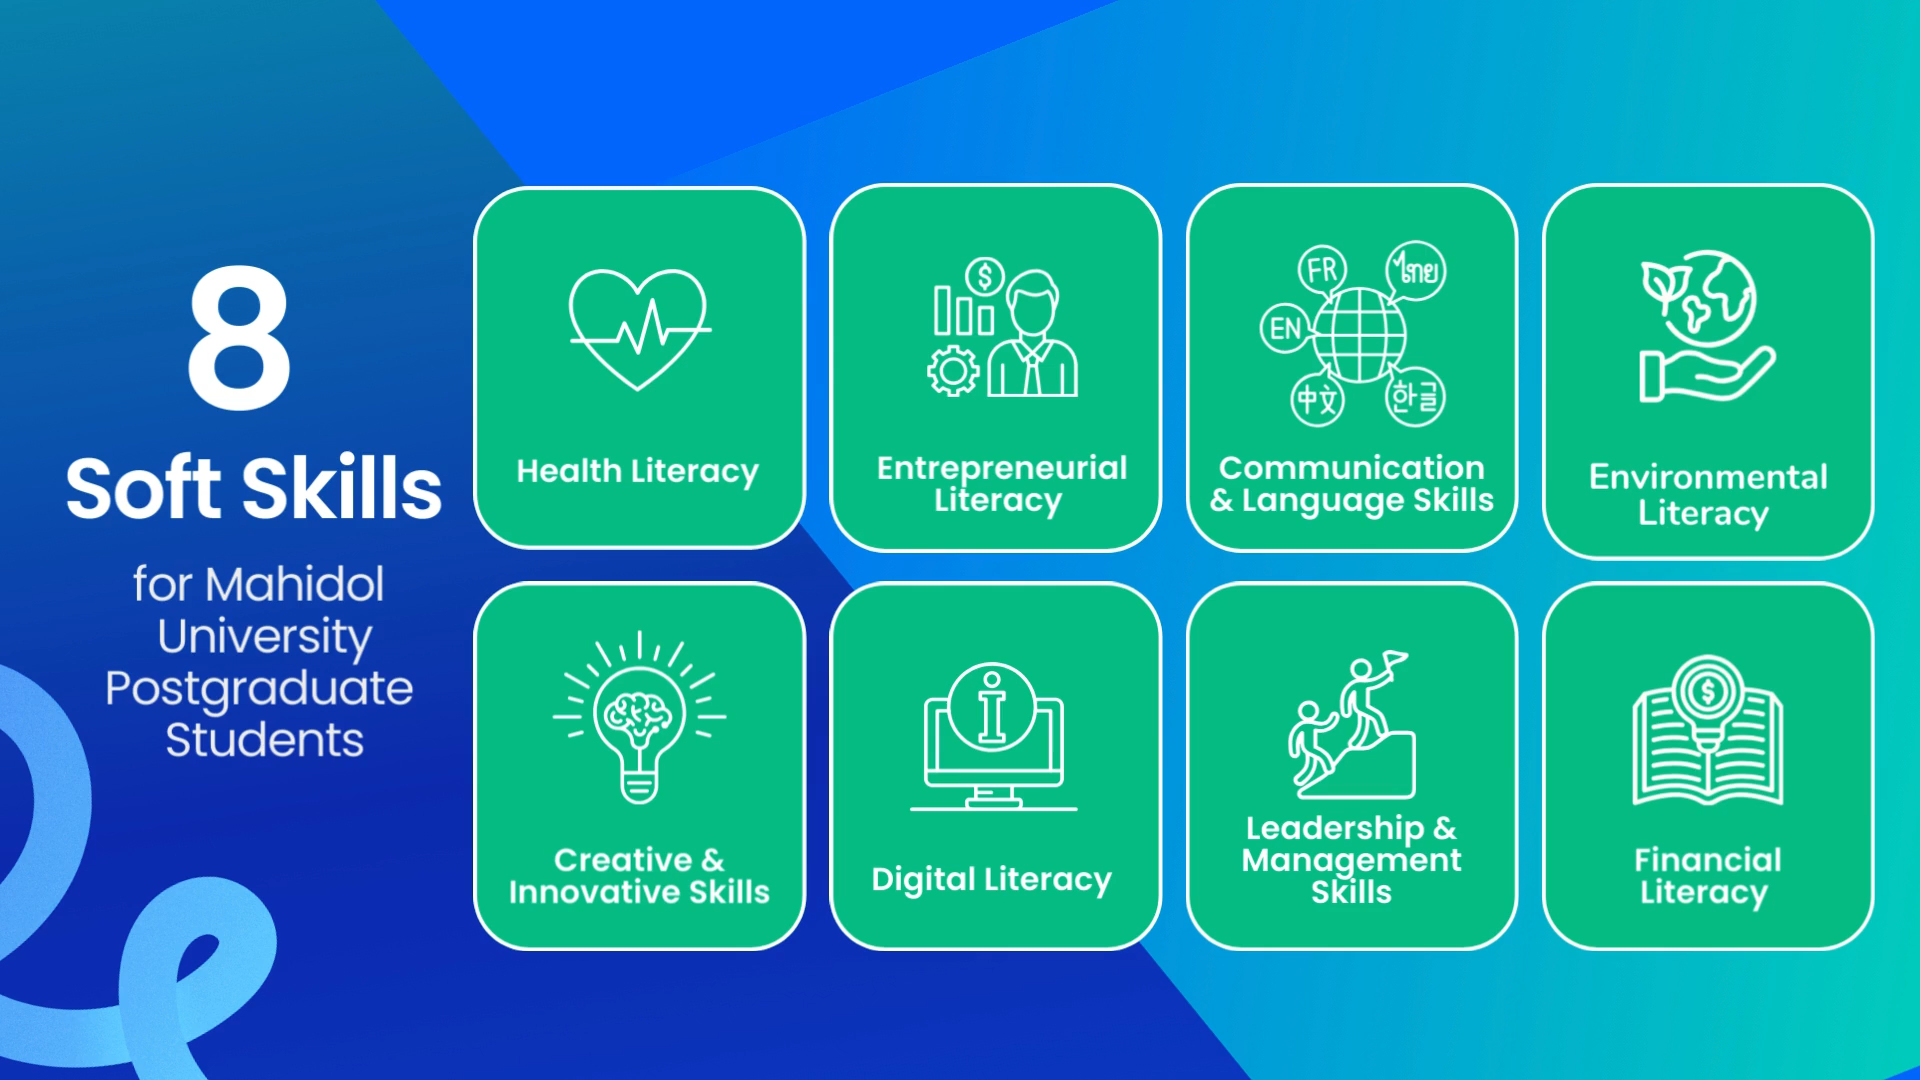 8
Soft Skills
for Mahidol
University
Postgraduate
Students
Health Literacy
$
Entrepreneurial
Literacy
FR
ไทย
EN
中文
한글
Communication
& Language Skills
Environmental
Literacy
Creative &
Innovative Skills
i
Digital Literacy
Leadership &
Management
Skills
$
Financial
Literacy